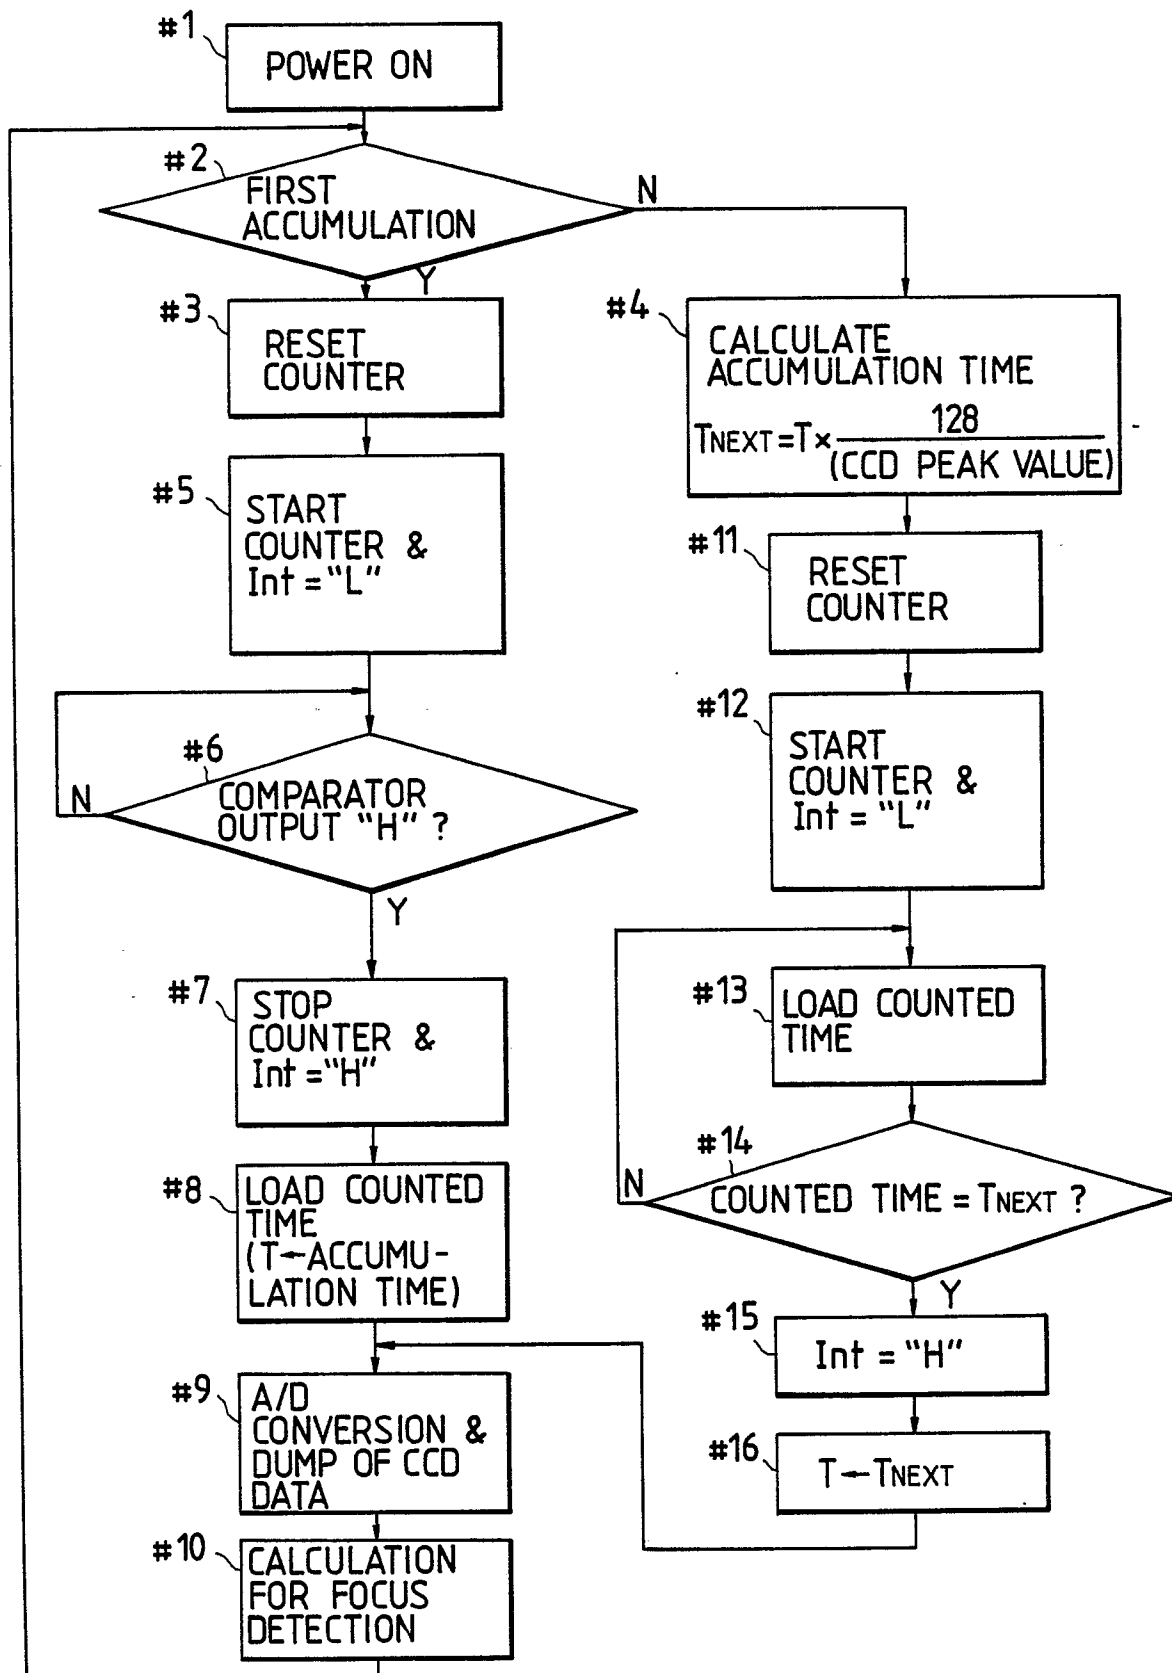 #1
POWER ON
#2
FIRST
ACCUMULATION
N
Y
#3
RESET
COUNTER
#4
CALCULATE
ACCUMULATION TIME
TNEXT = T × 128 / (CCD PEAK VALUE)
#5
START
COUNTER &
Int = "L"
#11
RESET
COUNTER
#12
START
COUNTER &
Int = "L"
#6
COMPARATOR
OUTPUT "H" ?
N
Y
#7
STOP
COUNTER &
Int = "H"
#13
LOAD COUNTED
TIME
#14
COUNTED TIME = TNEXT ?
N
Y
#8
LOAD COUNTED
TIME
(T←ACCUMU-
LATION TIME)
#15
Int = "H"
#9
A/D
CONVERSION &
DUMP OF CCD
DATA
#16
T←TNEXT
#10
CALCULATION
FOR FOCUS
DETECTION